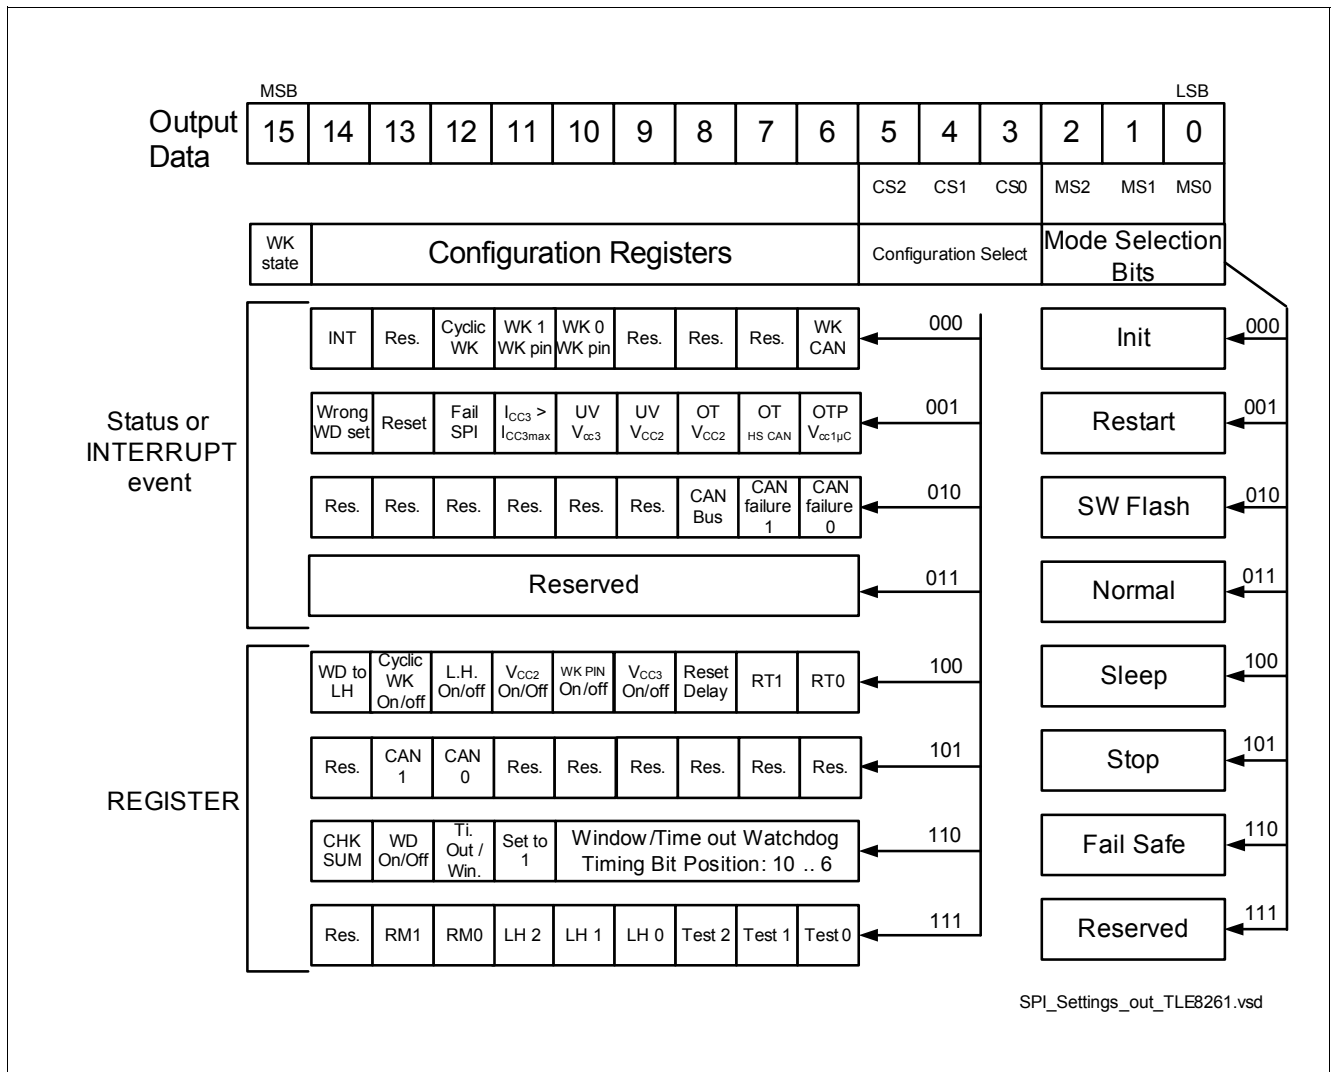 MSB LSB
Output Data 15 14 13 12 11 10 9 8 7 6 5 4 3 2 1 0
CS2 CS1 CS0 MS2 MS1 MS0
WK state Configuration Registers Configuration Select Mode Selection Bits
Status or INTERRUPT event
INT Res. Cyclic WK WK 1 WK pin WK 0 WK pin Res. Res. Res. WK CAN 000 Init 000
Wrong WD set Reset Fail SPI ICC3 > ICC3max UV Vcc3 UV VCC2 OT VCC2 OT HS CAN OTP Vcc1µC 001 Restart 001
Res. Res. Res. Res. Res. Res. CAN Bus CAN failure 1 CAN failure 0 010 SW Flash 010
Reserved 011 Normal 011
REGISTER
WD to LH Cyclic WK On/off L.H. On/off VCC2 On/Off WK PIN On/off VCC3 On/off Reset Delay RT1 RT0 100 Sleep 100
Res. CAN 1 CAN 0 Res. Res. Res. Res. Res. Res. 101 Stop 101
CHK SUM WD On/Off Ti. Out / Win. Set to 1 Window/Time out Watchdog Timing Bit Position: 10 .. 6 110 Fail Safe 110
Res. RM1 RM0 LH 2 LH 1 LH 0 Test 2 Test 1 Test 0 111 Reserved 111
SPI_Settings_out_TLE8261.vsd